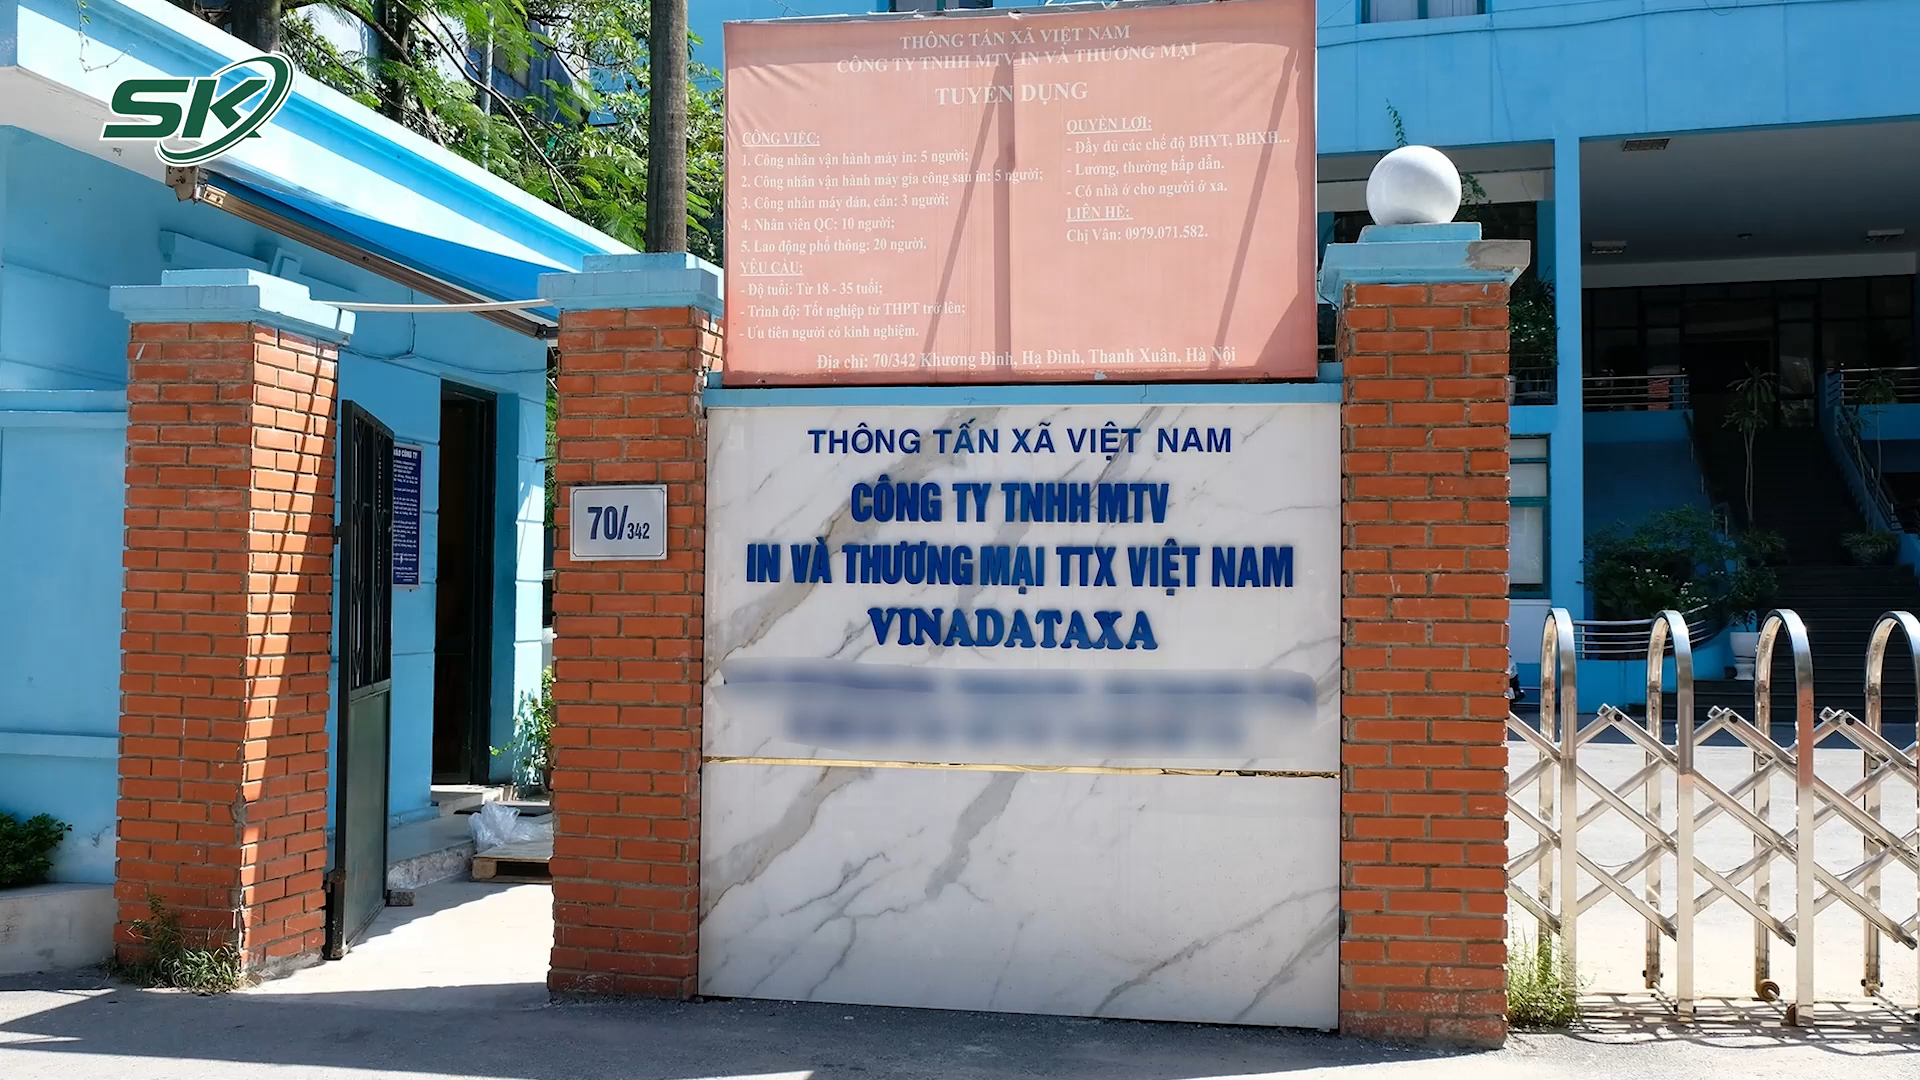 SK
THÔNG TẤN XÃ VIỆT NAM
CÔNG TY TNHH MTV IN VÀ THƯƠNG MẠI
TUYỂN DỤNG
CÔNG VIỆC:
1. Công nhân vận hành máy in: 5 người;
2. Công nhân vận hành máy gia công sau in: 5 người;
3. Công nhân máy dán, cán: 3 người;
4. Nhân viên QC: 10 người;
5. Lao động phổ thông: 20 người.
YÊU CẦU:
- Độ tuổi: Từ 18 - 35 tuổi;
- Trình độ: Tốt nghiệp từ THPT trở lên;
- Ưu tiên người có kinh nghiệm.
QUYỀN LỢI:
- Đầy đủ các chế độ BHYT, BHXH...
- Lương, thưởng hấp dẫn.
- Có nhà ở cho người ở xa.
LIÊN HỆ:
Chị Vân: 0979.071.582.
Địa chỉ: 70/342 Khương Đình, Hạ Đình, Thanh Xuân, Hà Nội
THÔNG TẤN XÃ VIỆT NAM
CÔNG TY TNHH MTV
IN VÀ THƯƠNG MẠI TTX VIỆT NAM
VINADATAXA
70/342